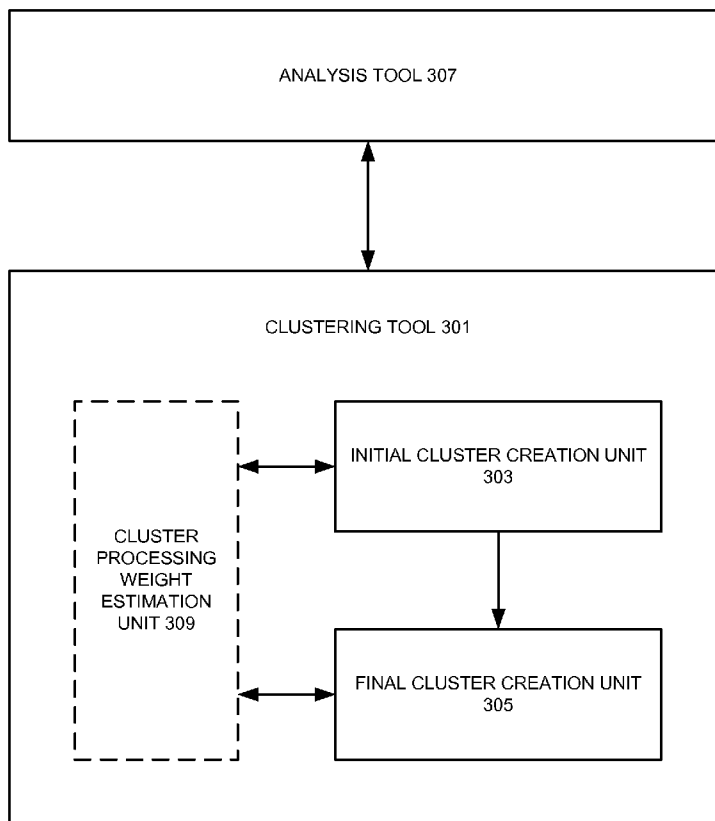 ANALYSIS TOOL 307
CLUSTERING TOOL 301
INITIAL CLUSTER CREATION UNIT
303
CLUSTER
PROCESSING
WEIGHT
ESTIMATION
UNIT 309
FINAL CLUSTER CREATION UNIT
305